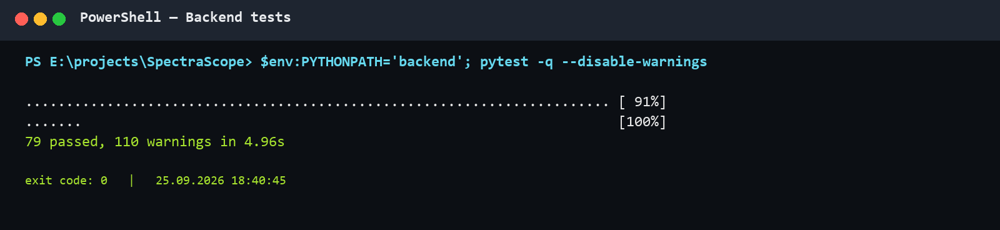 PowerShell — Backend tests
PS E:\projects\SpectraScope> $env:PYTHONPATH='backend'; pytest -q --disable-warnings
........................................................................ [ 91%]
.......                                                                  [100%]
79 passed, 110 warnings in 4.96s
exit code: 0   |   25.09.2026 18:40:45